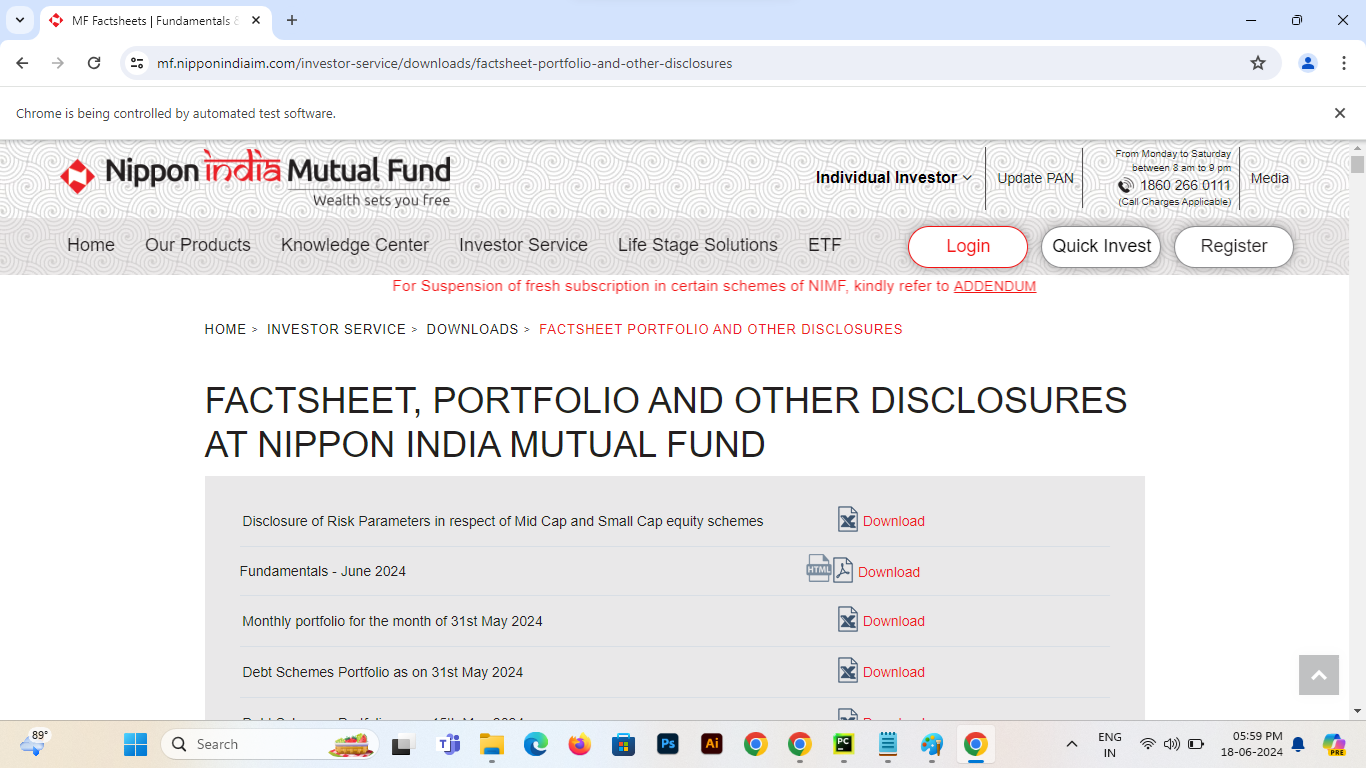 MF Factsheets | Fundamentals &
mf.nipponindiaim.com/investor-service/downloads/factsheet-portfolio-and-other-disclosures
Chrome is being controlled by automated test software.
Nippon india Mutual Fund
Wealth sets you free
Individual Investor
Update PAN
From Monday to Saturday
between 8 am to 9 pm
1860 266 0111
(Call Charges Applicable)
Media
Home Our Products Knowledge Center Investor Service Life Stage Solutions ETF Login Quick Invest Register
For Suspension of fresh subscription in certain schemes of NIMF, kindly refer to ADDENDUM
HOME > INVESTOR SERVICE > DOWNLOADS > FACTSHEET PORTFOLIO AND OTHER DISCLOSURES
FACTSHEET, PORTFOLIO AND OTHER DISCLOSURES
AT NIPPON INDIA MUTUAL FUND
Disclosure of Risk Parameters in respect of Mid Cap and Small Cap equity schemes Download
Fundamentals - June 2024 HTML Download
Monthly portfolio for the month of 31st May 2024 Download
Debt Schemes Portfolio as on 31st May 2024 Download
89°
Search
Ps
Ai
PC
ENG
IN
05:59 PM
18-06-2024
PRE